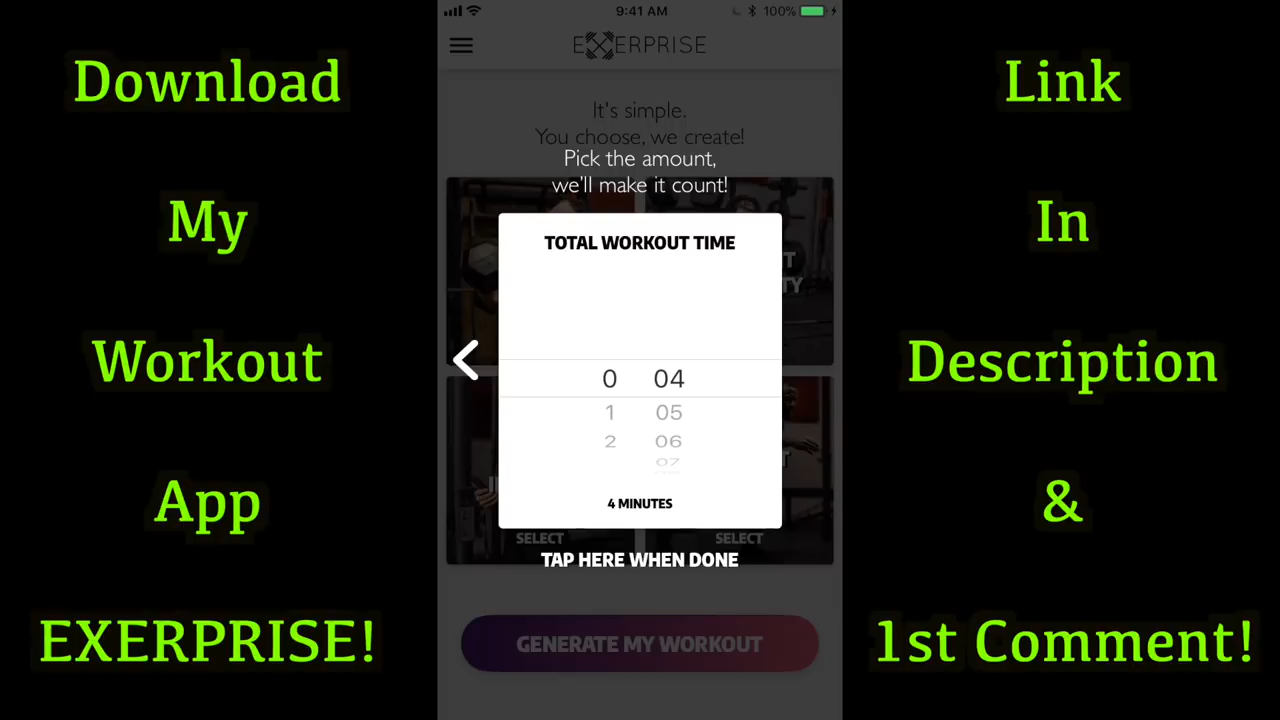 Download
My
Workout
App
EXERPRISE!
9:41 AM
100%
EXERPRISE
It's simple.
You choose, we create!
Pick the amount,
we'll make it count!
TOTAL WORKOUT TIME
0 04
1 05
2 06
07
4 MINUTES
SELECT SELECT
TAP HERE WHEN DONE
GENERATE MY WORKOUT
Link
In
Description
&
1st Comment!